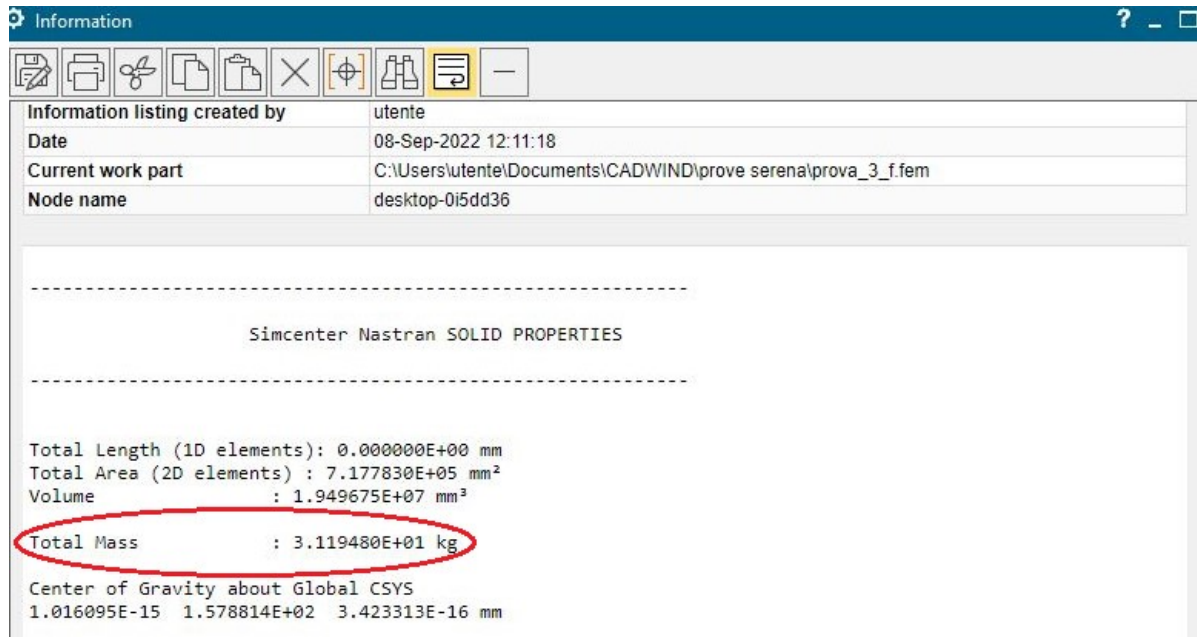 Information ? _
Information listing created by utente
Date 08-Sep-2022 12:11:18
Current work part C:\Users\utente\Documents\CADWIND\prove serena\prova_3_f.fem
Node name desktop-0i5dd36
------------------------------------------------------------
Simcenter Nastran SOLID PROPERTIES
------------------------------------------------------------
Total Length (1D elements): 0.000000E+00 mm
Total Area (2D elements) : 7.177830E+05 mm²
Volume : 1.949675E+07 mm³
Total Mass : 3.119480E+01 kg
Center of Gravity about Global CSYS
1.016095E-15 1.578814E+02 3.423313E-16 mm